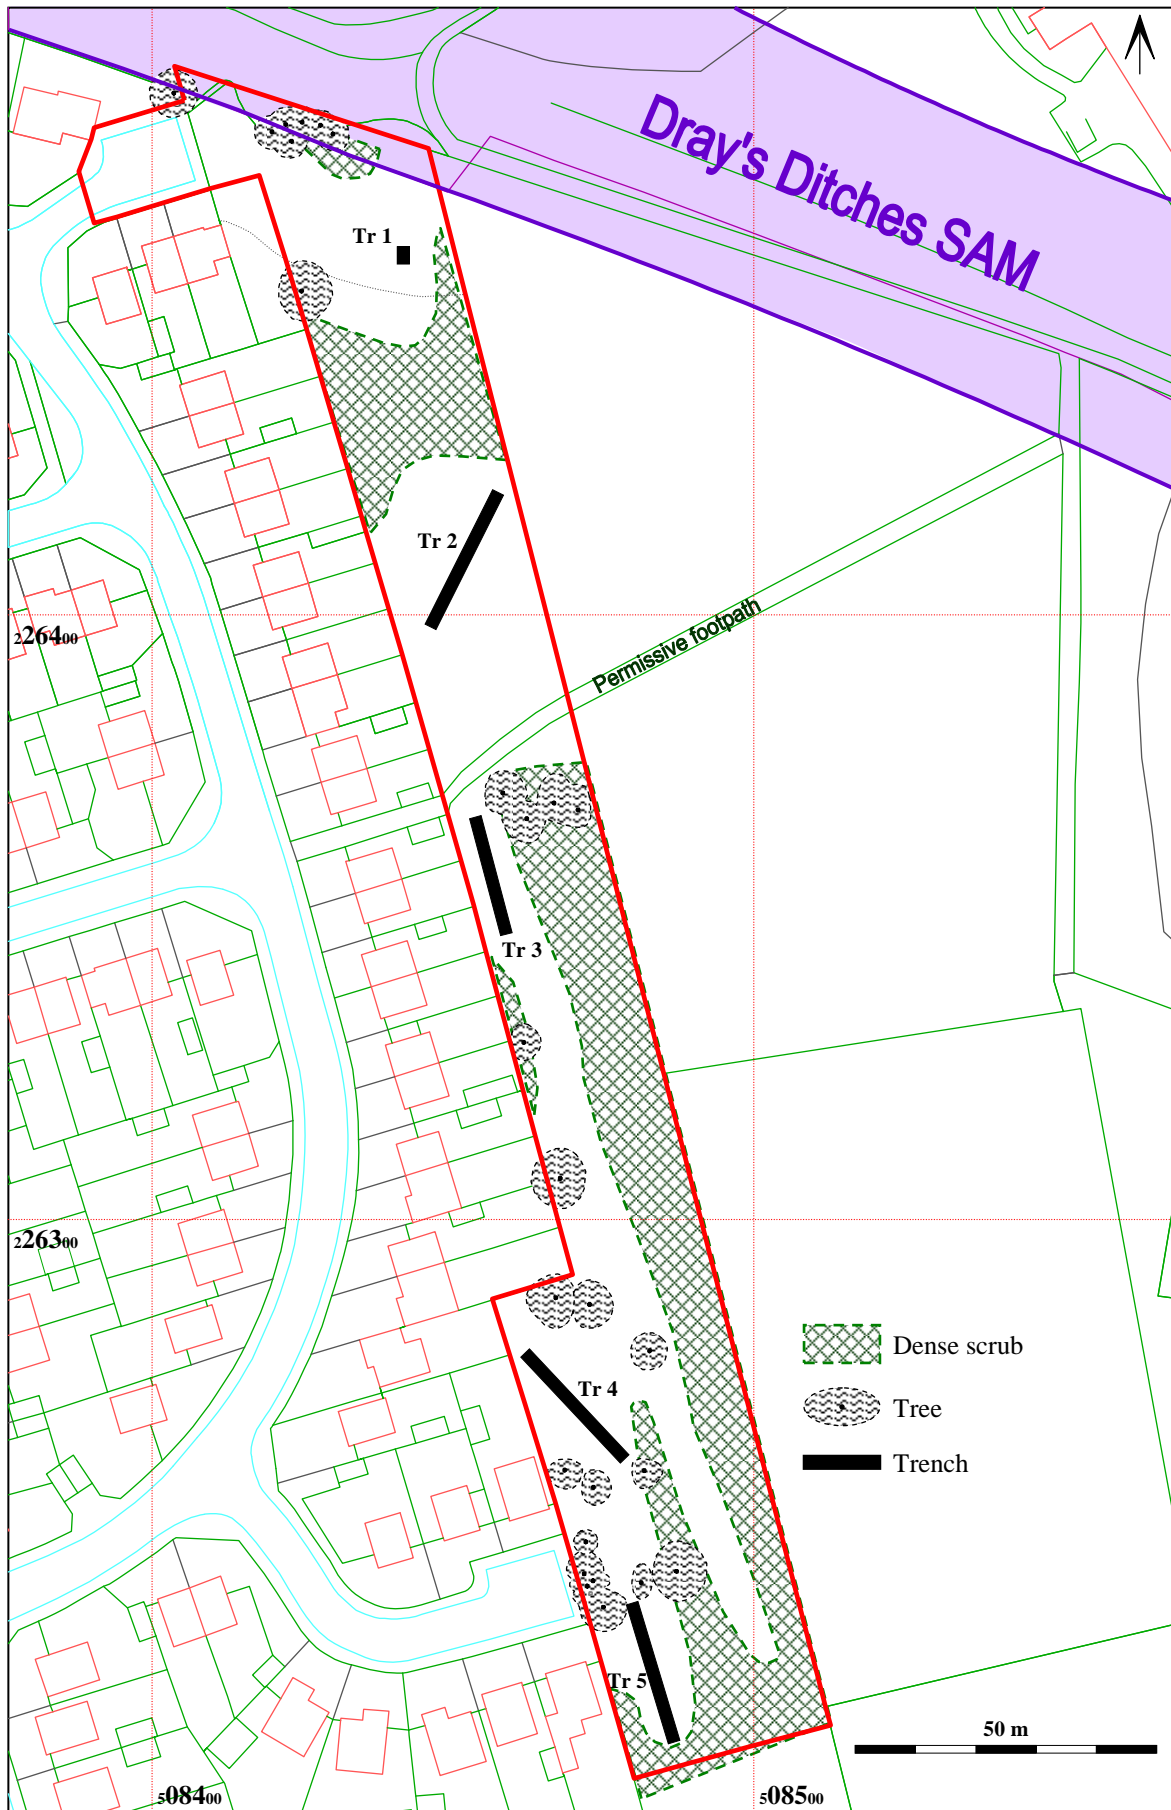 Dray's Ditches SAM
Tr 1
Tr 2
Permissive footpath
226400
Tr 3
226300
Dense scrub
Tr 4
Tree
Trench
Tr 5
50 m
508400
508500